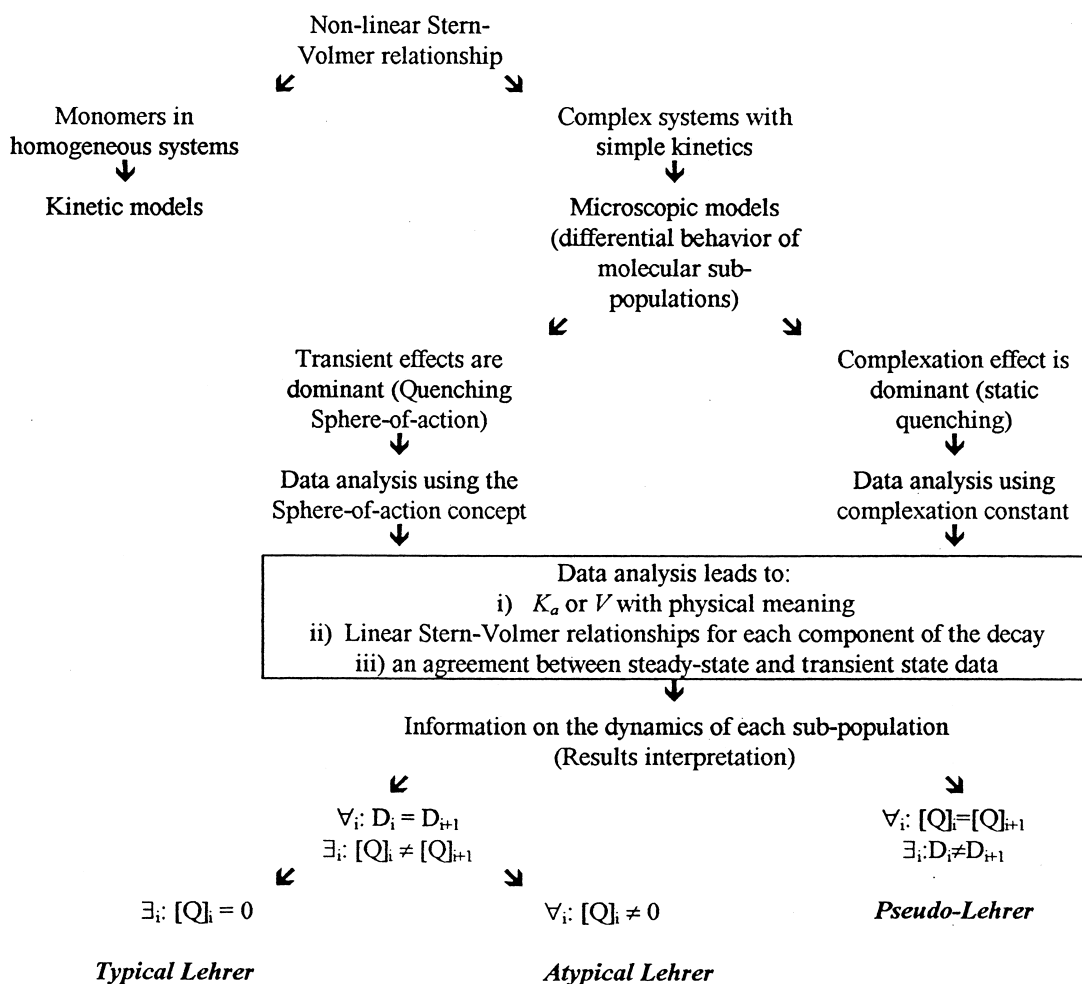 Non-linear Stern-
Volmer relationship
Monomers in
homogeneous systems
Kinetic models
Complex systems with
simple kinetics
Microscopic models
(differential behavior of
molecular sub-
populations)
Transient effects are
dominant (Quenching
Sphere-of-action)
Data analysis using the
Sphere-of-action concept
Complexation effect is
dominant (static
quenching)
Data analysis using
complexation constant
Data analysis leads to:
i) Kₐ or V with physical meaning
ii) Linear Stern-Volmer relationships for each component of the decay
iii) an agreement between steady-state and transient state data
Information on the dynamics of each sub-population
(Results interpretation)
∀ᵢ: Dᵢ = Dᵢ₊₁
∃ᵢ: [Q]ᵢ ≠ [Q]ᵢ₊₁
∀ᵢ: [Q]ᵢ=[Q]ᵢ₊₁
∃ᵢ:Dᵢ≠Dᵢ₊₁
∃ᵢ: [Q]ᵢ = 0
∀ᵢ: [Q]ᵢ ≠ 0
Pseudo-Lehrer
Typical Lehrer
Atypical Lehrer